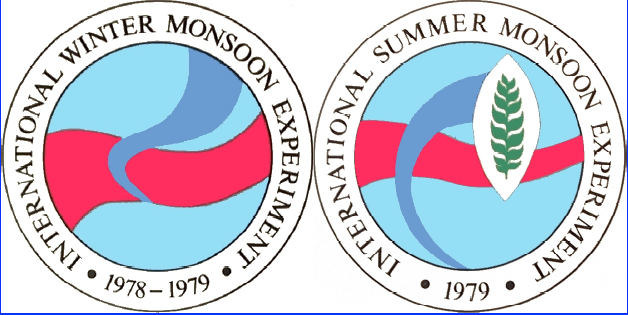 INTERNATIONAL WINTER MONSOON EXPERIMENT
• 1978–1979 •
INTERNATIONAL SUMMER MONSOON EXPERIMENT
• 1979 •